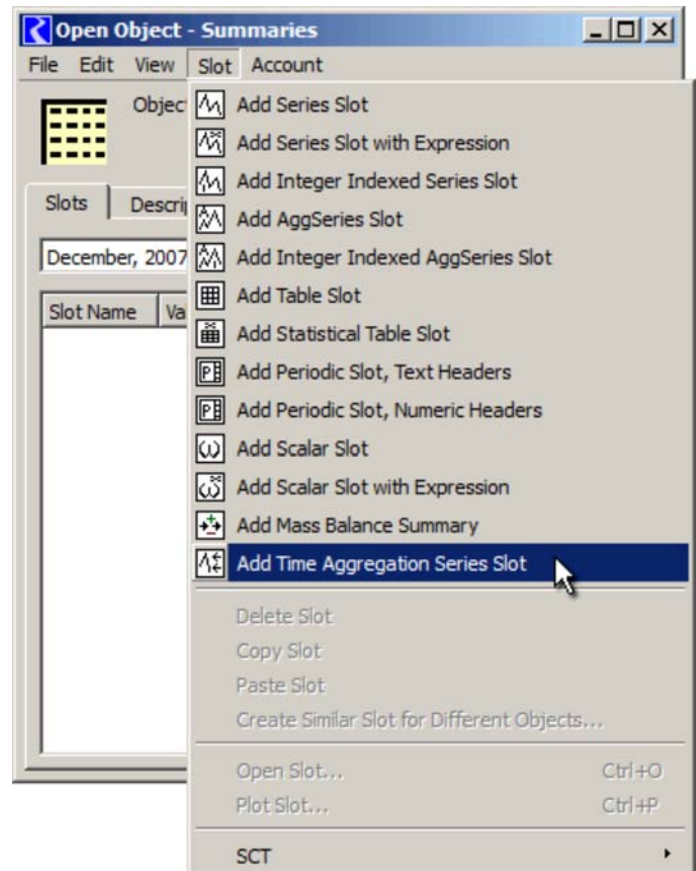 Open Object - Summaries
File Edit View Slot Account
Object
Slots
December, 2007
Slot Name
Add Series Slot
Add Series Slot with Expression
Add Integer Indexed Series Slot
Add AggSeries Slot
Add Integer Indexed AggSeries Slot
Add Table Slot
Add Statistical Table Slot
Add Periodic Slot, Text Headers
Add Periodic Slot, Numeric Headers
Add Scalar Slot
Add Scalar Slot with Expression
Add Mass Balance Summary
Add Time Aggregation Series Slot
Delete Slot
Copy Slot
Paste Slot
Create Similar Slot for Different Objects...
Open Slot... Ctrl+O
Plot Slot... Ctrl+P
SCT